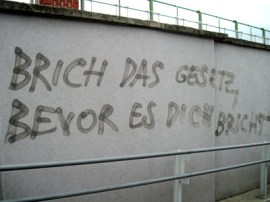 BRICH DAS GESETZ,
BEVOR ES DICH BRICHT